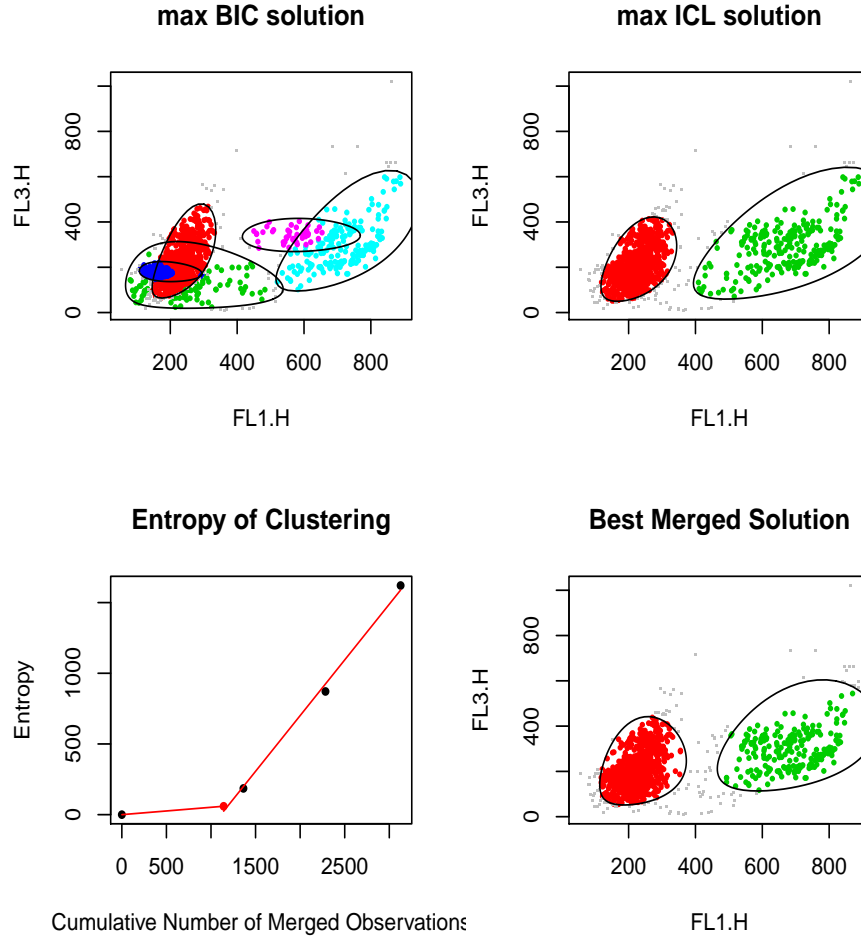 max BIC solution
FL3.H
0 400 800
200 400 600 800
FL1.H
max ICL solution
FL3.H
0 400 800
200 400 600 800
FL1.H
Entropy of Clustering
Entropy
0 500 1000
0 500 1500 2500
Cumulative Number of Merged Observations
Best Merged Solution
FL3.H
0 400 800
200 400 600 800
FL1.H